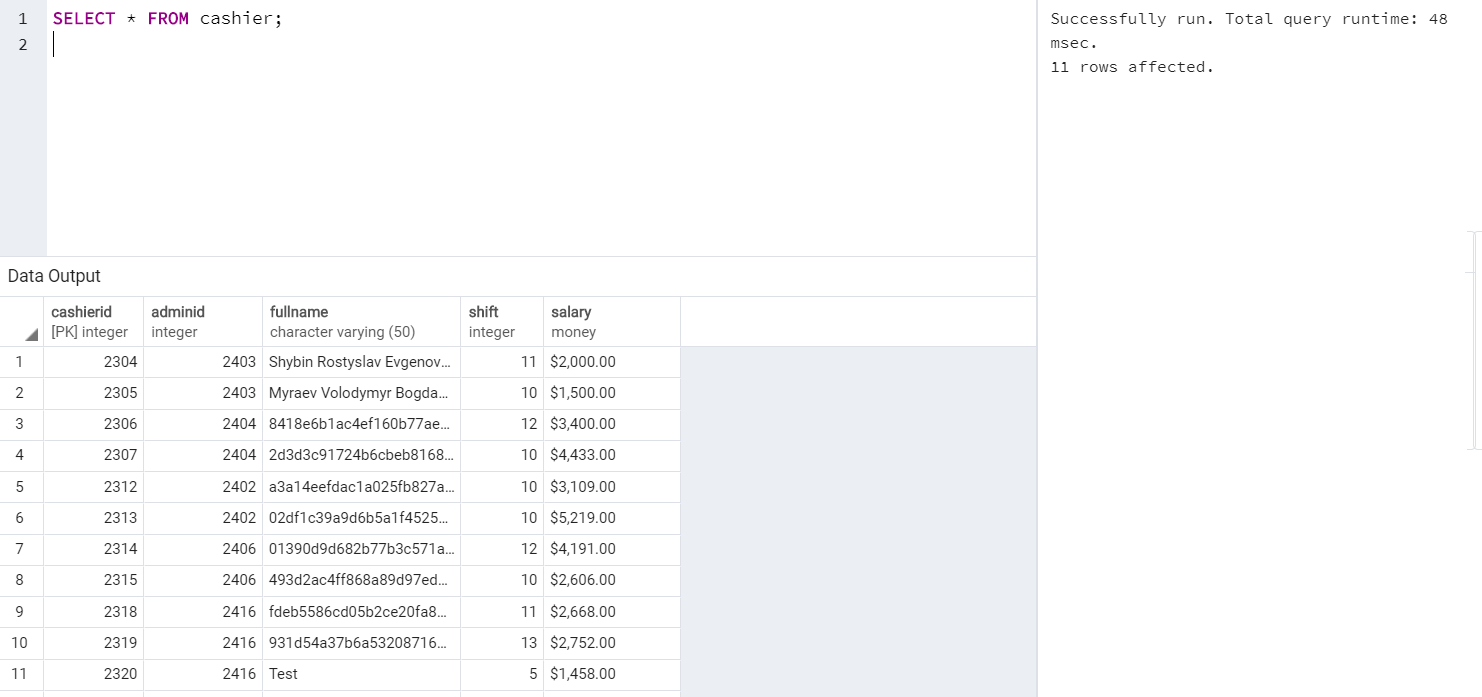 1 SELECT * FROM cashier;
2
Successfully run. Total query runtime: 48
msec.
11 rows affected.
Data Output
cashierid adminid fullname shift salary
[PK] integer integer character varying (50) integer money
1 2304 2403 Shybin Rostyslav Evgenov... 11 $2,000.00
2 2305 2403 Myraev Volodymyr Bogda... 10 $1,500.00
3 2306 2404 8418e6b1ac4ef160b77ae... 12 $3,400.00
4 2307 2404 2d3d3c91724b6cbeb8168... 10 $4,433.00
5 2312 2402 a3a14eefdac1a025fb827a... 10 $3,109.00
6 2313 2402 02df1c39a9d6b5a1f4525... 10 $5,219.00
7 2314 2406 01390d9d682b77b3c571a... 12 $4,191.00
8 2315 2406 493d2ac4ff868a89d97ed... 10 $2,606.00
9 2318 2416 fdeb5586cd05b2ce20fa8... 11 $2,668.00
10 2319 2416 931d54a37b6a53208716... 13 $2,752.00
11 2320 2416 Test 5 $1,458.00